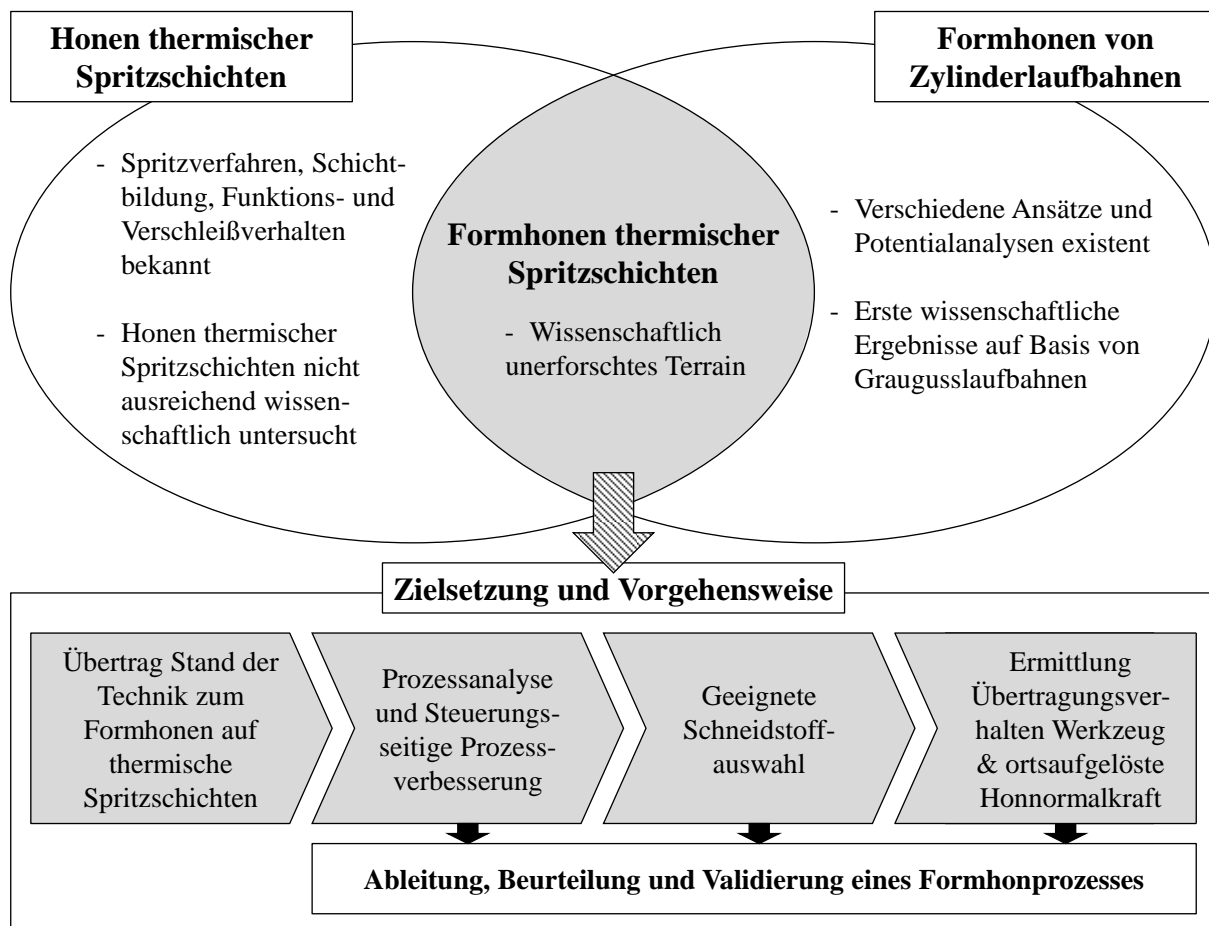 Honen thermischer
Spritzschichten
Formhonen von
Zylinderlaufbahnen
- Spritzverfahren, Schicht-
bildung, Funktions- und
Verschleißverhalten
bekannt
- Honen thermischer
Spritzschichten nicht
ausreichend wissen-
schaftlich untersucht
Formhonen thermischer
Spritzschichten
- Wissenschaftlich
unerforschtes Terrain
- Verschiedene Ansätze und
Potentialanalysen existent
- Erste wissenschaftliche
Ergebnisse auf Basis von
Graugusslaufbahnen
Zielsetzung und Vorgehensweise
Übertrag Stand der
Technik zum
Formhonen auf
thermische
Spritzschichten
Prozessanalyse
und Steuerungs-
seitige Prozess-
verbesserung
Geeignete
Schneidstoff-
auswahl
Ermittlung
Übertragungsver-
halten Werkzeug
& ortsaufgelöste
Honnormalkraft
Ableitung, Beurteilung und Validierung eines Formhonprozesses